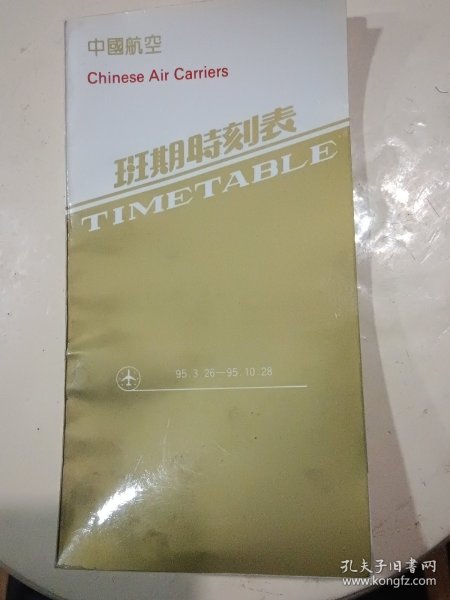 中國航空
Chinese Air Carriers
班期時刻表
TIMETABLE
95.3.26—95.10.28
孔夫子旧书网
www.kongfz.com